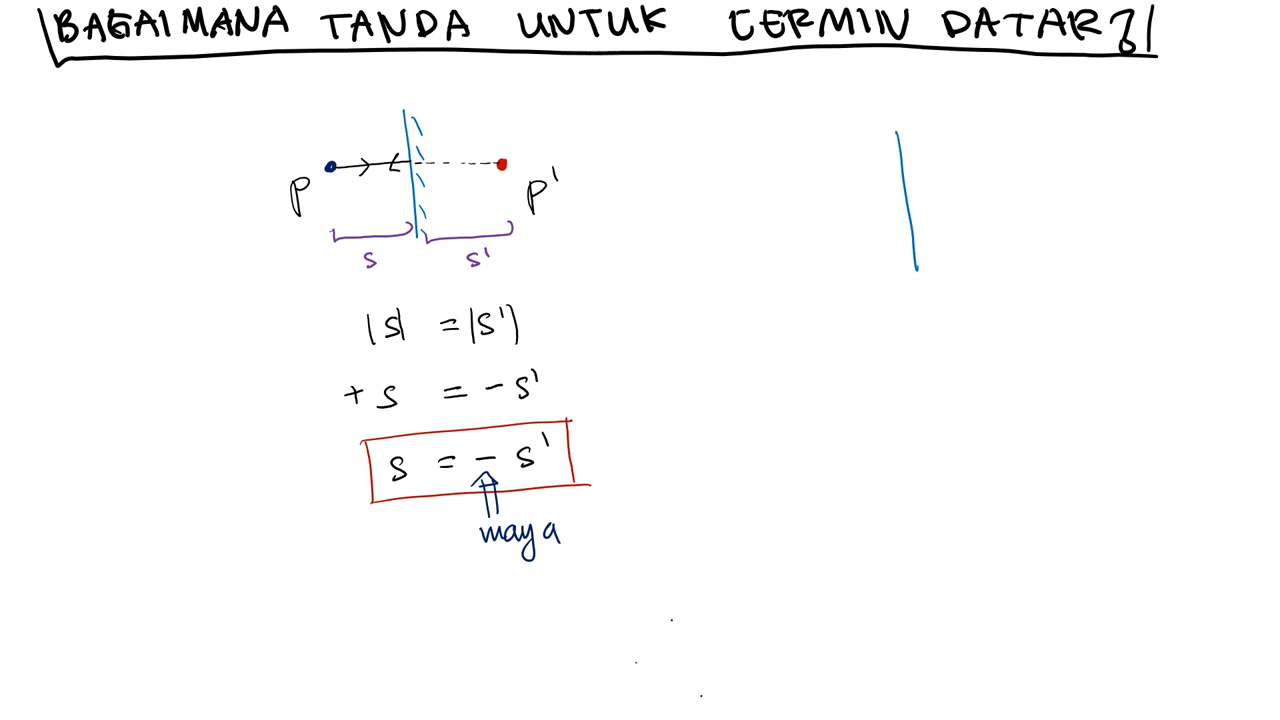 BAGAIMANA TANDA UNTUK CERMIN DATAR?
P P'
s s'
|s| = |s'|
+ s = - s'
s = - s'
maya